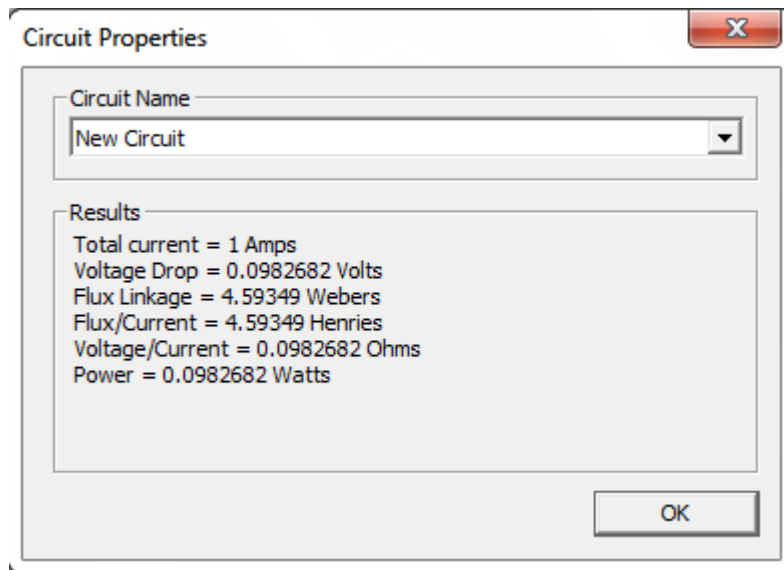 Circuit Properties
X
Circuit Name
New Circuit
Results
Total current = 1 Amps
Voltage Drop = 0.0982682 Volts
Flux Linkage = 4.59349 Webers
Flux/Current = 4.59349 Henries
Voltage/Current = 0.0982682 Ohms
Power = 0.0982682 Watts
OK